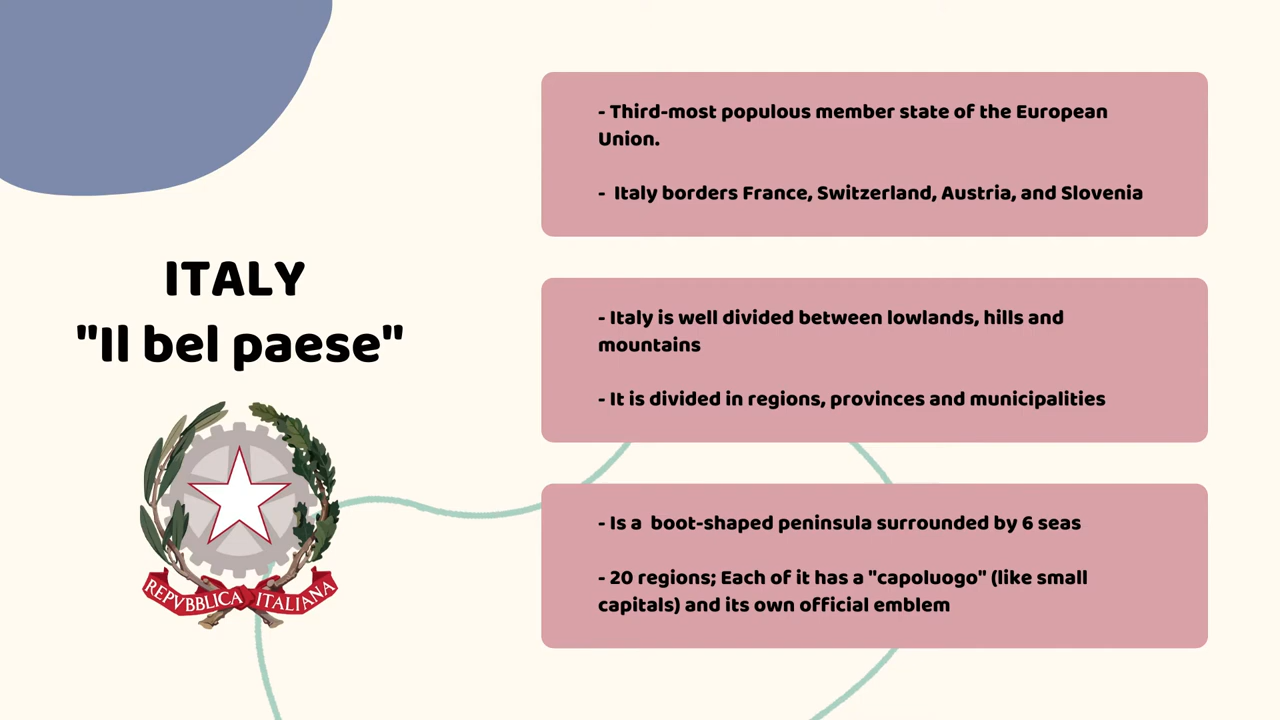 ITALY
"Il bel paese"
REPVBBLICA ITALIANA
- Third-most populous member state of the European
Union.
- Italy borders France, Switzerland, Austria, and Slovenia
- Italy is well divided between lowlands, hills and
mountains
- It is divided in regions, provinces and municipalities
- Is a boot-shaped peninsula surrounded by 6 seas
- 20 regions; Each of it has a "capoluogo" (like small
capitals) and its own official emblem